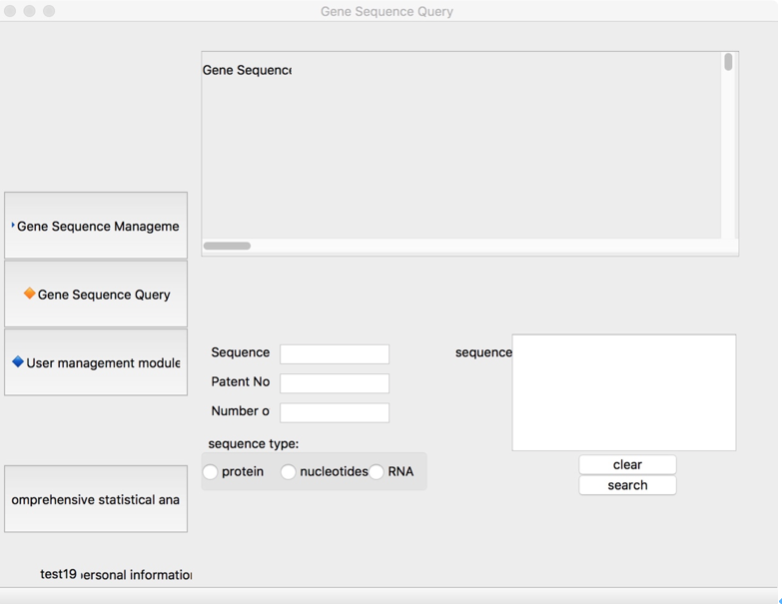 Gene Sequence Query
Gene Sequenc
Gene Sequence Manageme
Gene Sequence Query
User management module
omprehensive statistical ana
test19 ersonal informatio
Sequence
Patent No
Number o
sequence type:
protein nucleotides RNA
sequence
clear
search